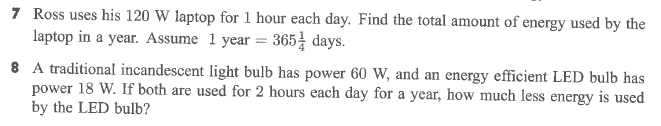 7 Ross uses his 120 W laptop for 1 hour each day. Find the total amount of energy used by the
laptop in a year. Assume 1 year = 365¼ days.
8 A traditional incandescent light bulb has power 60 W, and an energy efficient LED bulb has
power 18 W. If both are used for 2 hours each day for a year, how much less energy is used
by the LED bulb?